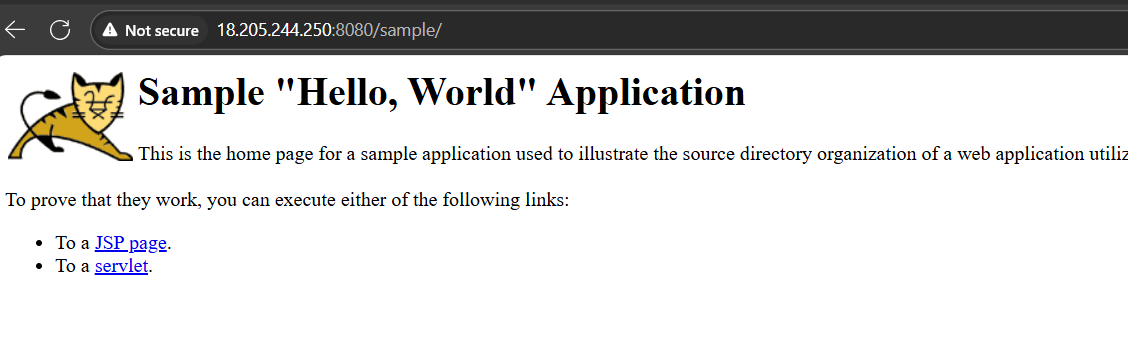 Not secure 18.205.244.250:8080/sample/
Sample "Hello, World" Application
This is the home page for a sample application used to illustrate the source directory organization of a web application
To prove that they work, you can execute either of the following links:
To a JSP page.
To a servlet.